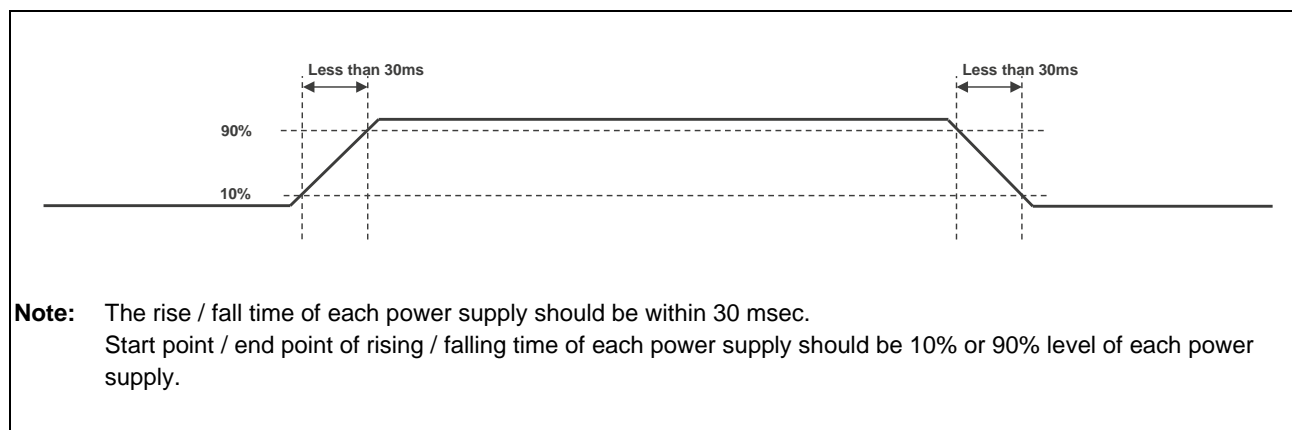 Less than 30ms
Less than 30ms
90%
10%
Note: The rise / fall time of each power supply should be within 30 msec.
Start point / end point of rising / falling time of each power supply should be 10% or 90% level of each power
supply.